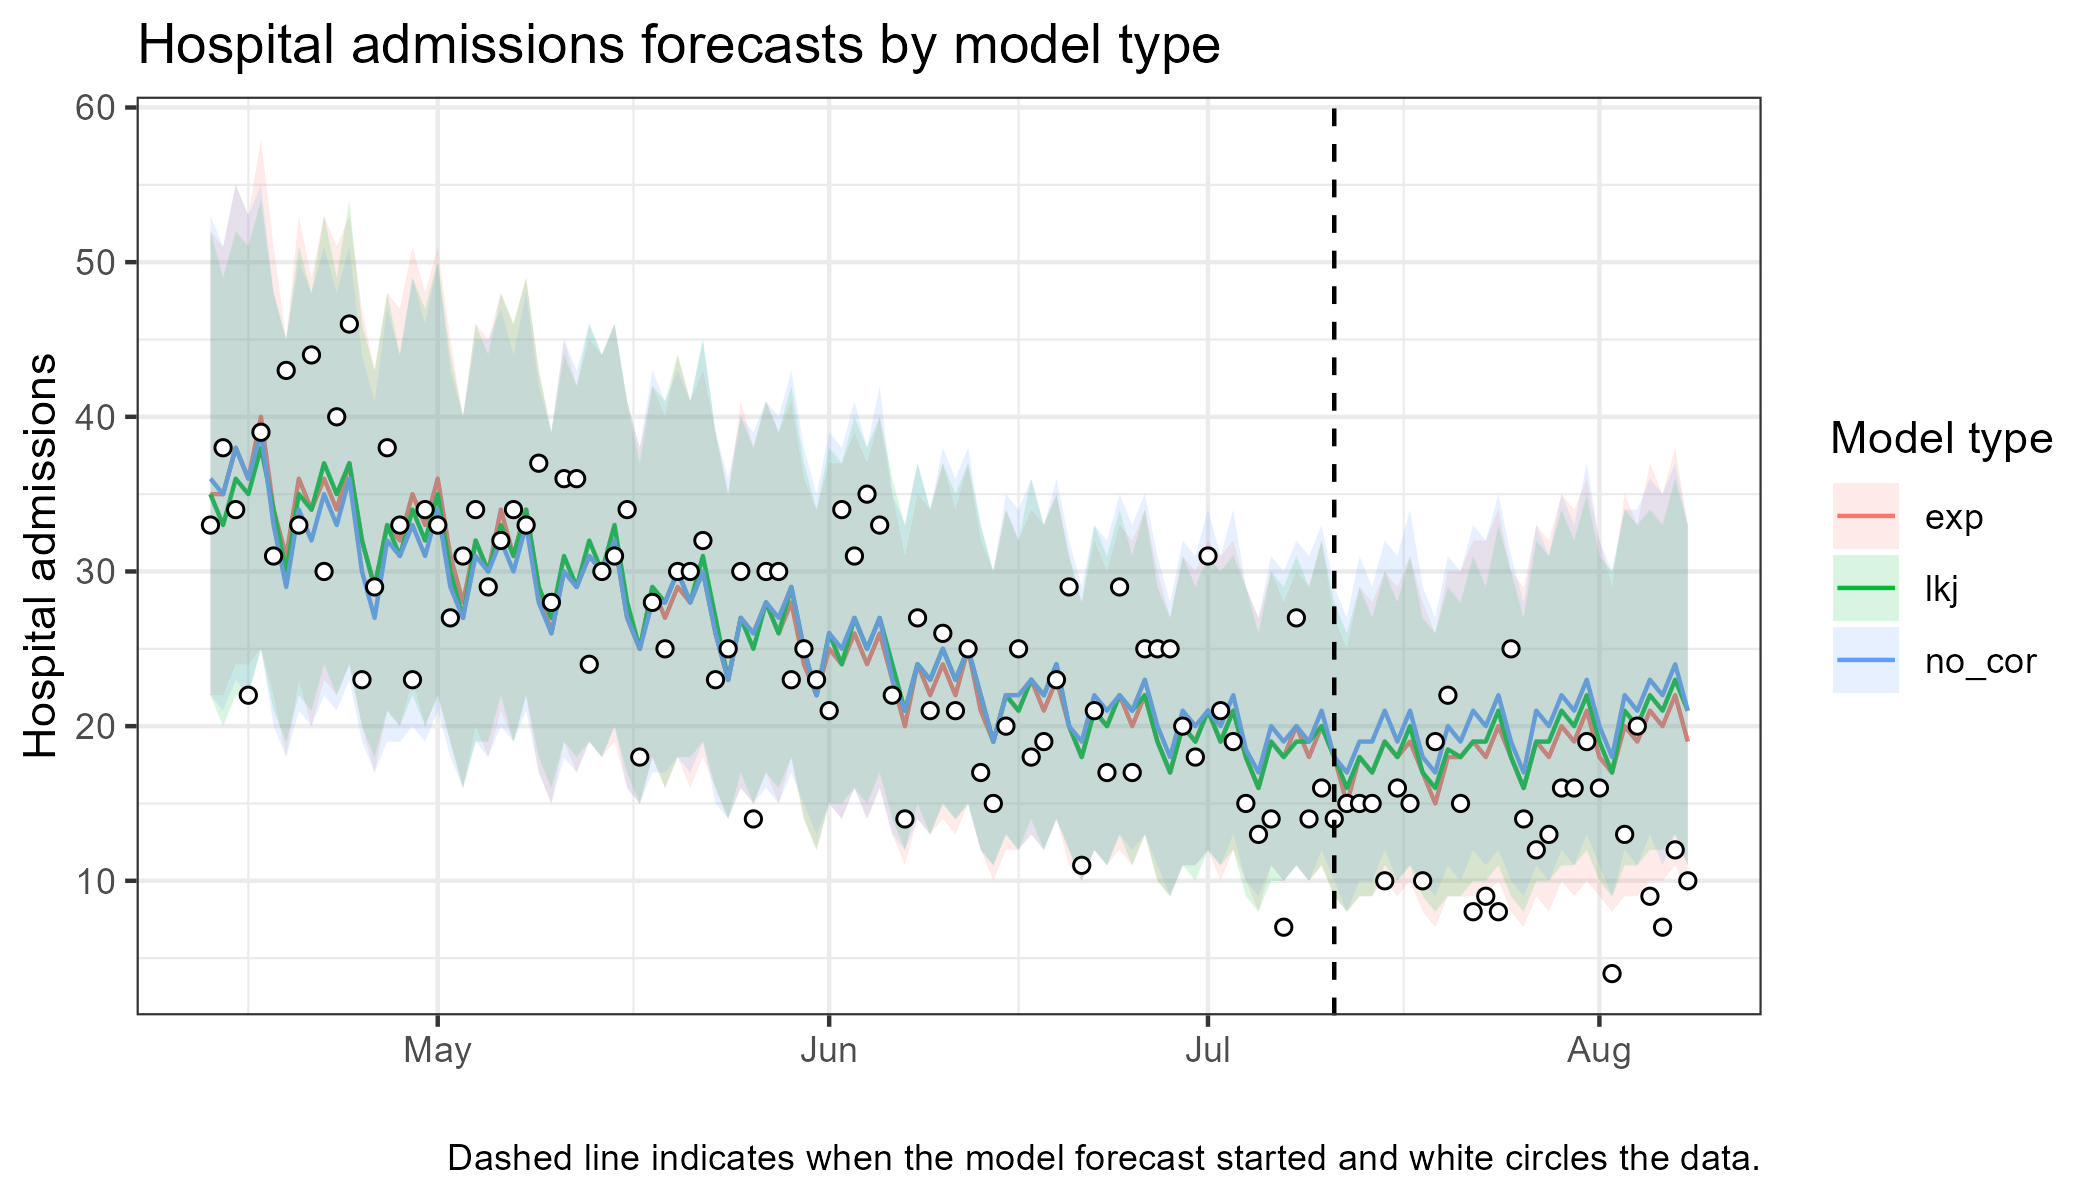 Hospital admissions forecasts by model type
Hospital admissions
60
50
40
30
20
10
May
Jun
Jul
Aug
Model type
exp
lkj
no_cor
Dashed line indicates when the model forecast started and white circles the data.